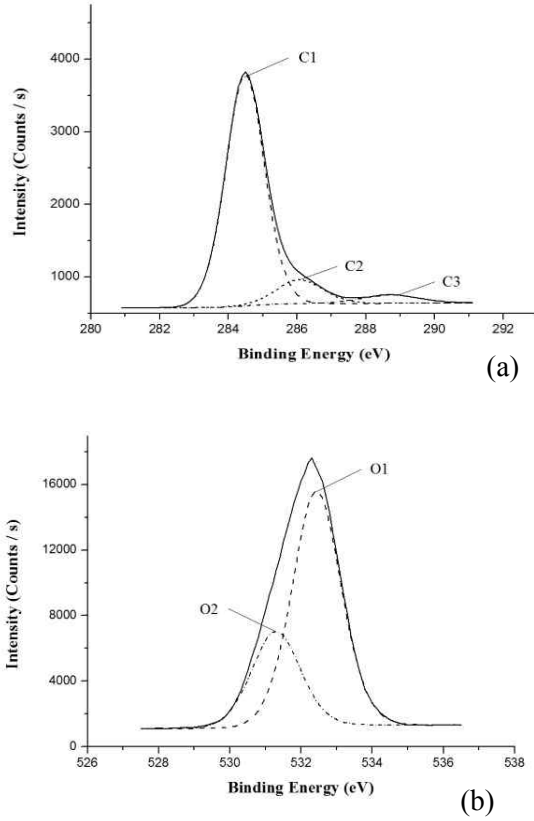 4000
3000
2000
1000
Intensity (Counts / s)
C1
C2
C3
280 282 284 286 288 290 292
Binding Energy (eV)
(a)
16000
12000
8000
4000
0
Intensity (Counts / s)
O1
O2
526 528 530 532 534 536 538
Binding Energy (eV)
(b)